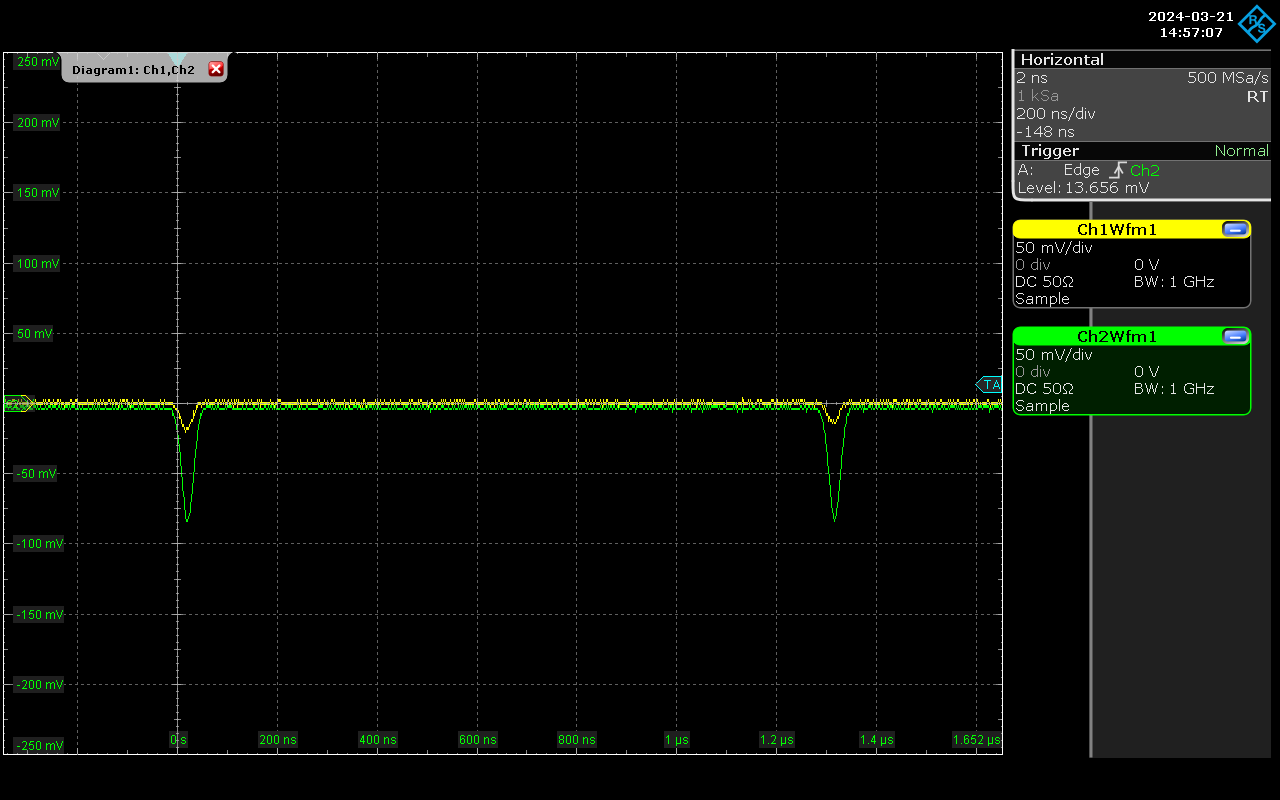 2024-03-21
14:57:07
R S
Diagram1: Ch1,Ch2
250 mV
200 mV
150 mV
100 mV
50 mV
-50 mV
-100 mV
-150 mV
-200 mV
-250 mV
0 s
200 ns
400 ns
600 ns
800 ns
1 µs
1.2 µs
1.4 µs
1.652 µs
TA
Horizontal
2 ns 500 MSa/s
1 kSa RT
200 ns/div
-148 ns
Trigger Normal
A: Edge Ch2
Level: 13.656 mV
Ch1Wfm1
50 mV/div
0 div 0 V
DC 50Ω BW: 1 GHz
Sample
Ch2Wfm1
50 mV/div
0 div 0 V
DC 50Ω BW: 1 GHz
Sample